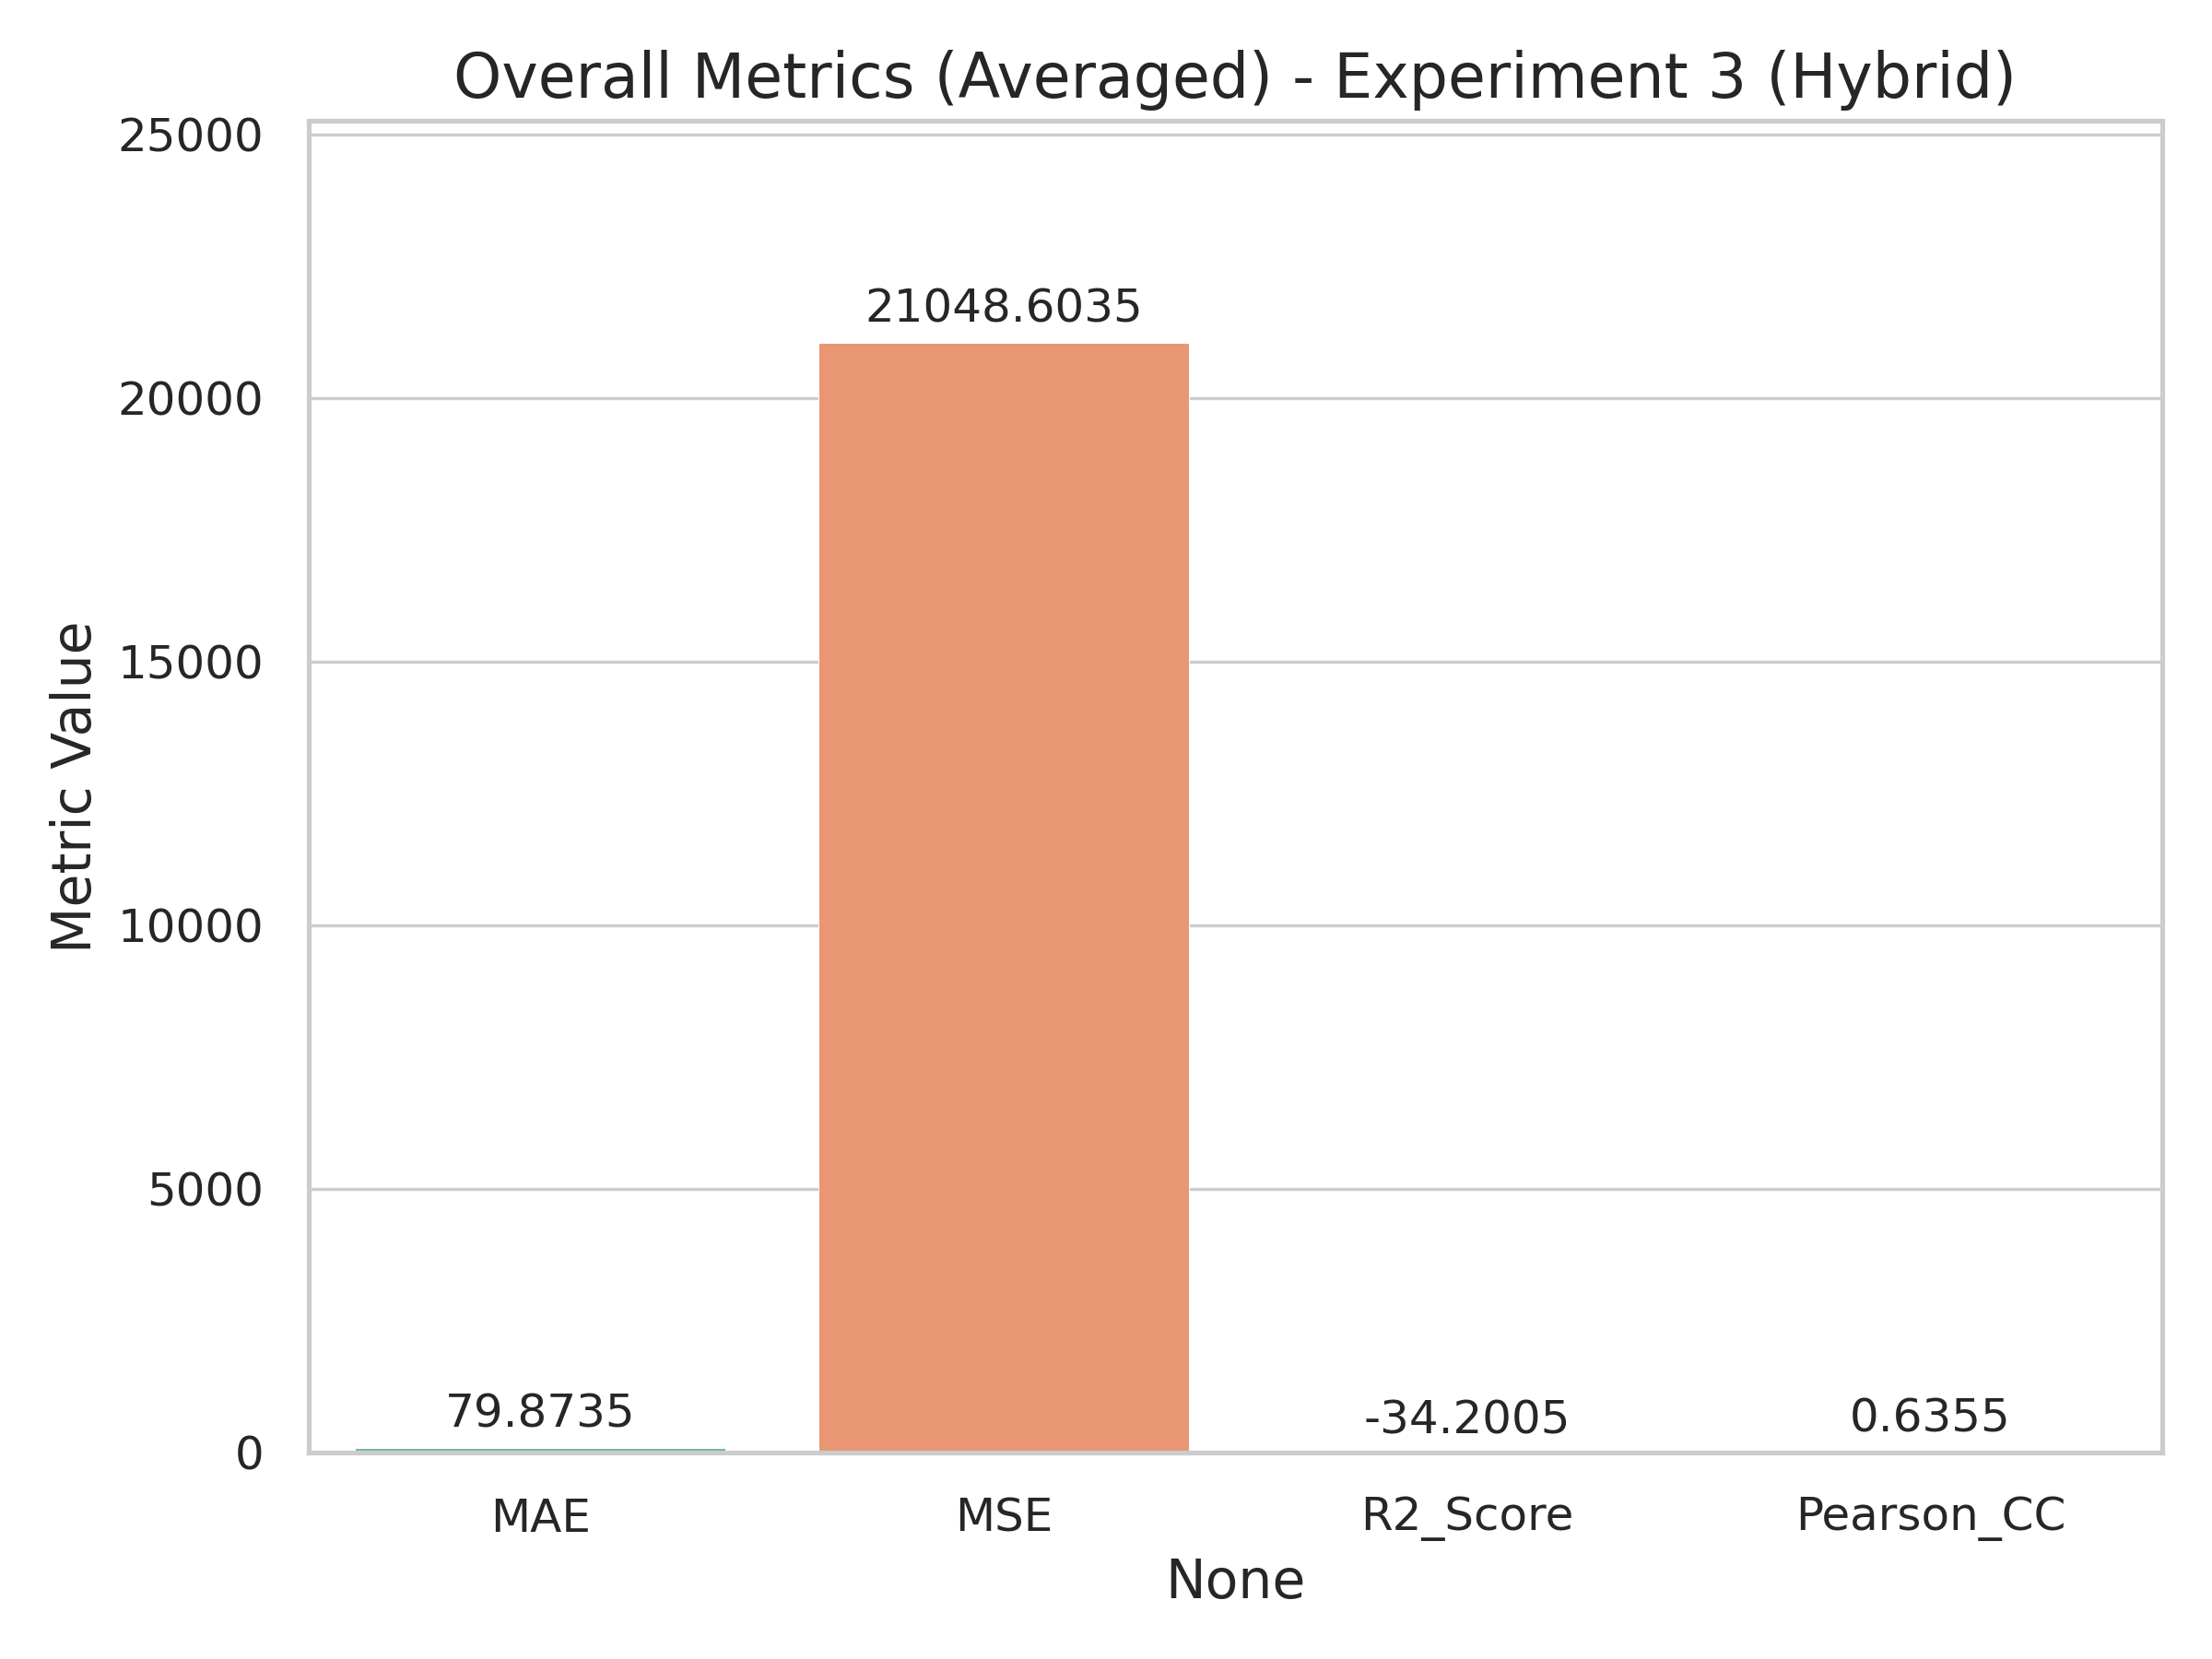 Overall Metrics (Averaged) - Experiment 3 (Hybrid)
25000
20000
15000
10000
5000
0
Metric Value
21048.6035
79.8735
-34.2005
0.6355
MAE
MSE
R2_Score
Pearson_CC
None